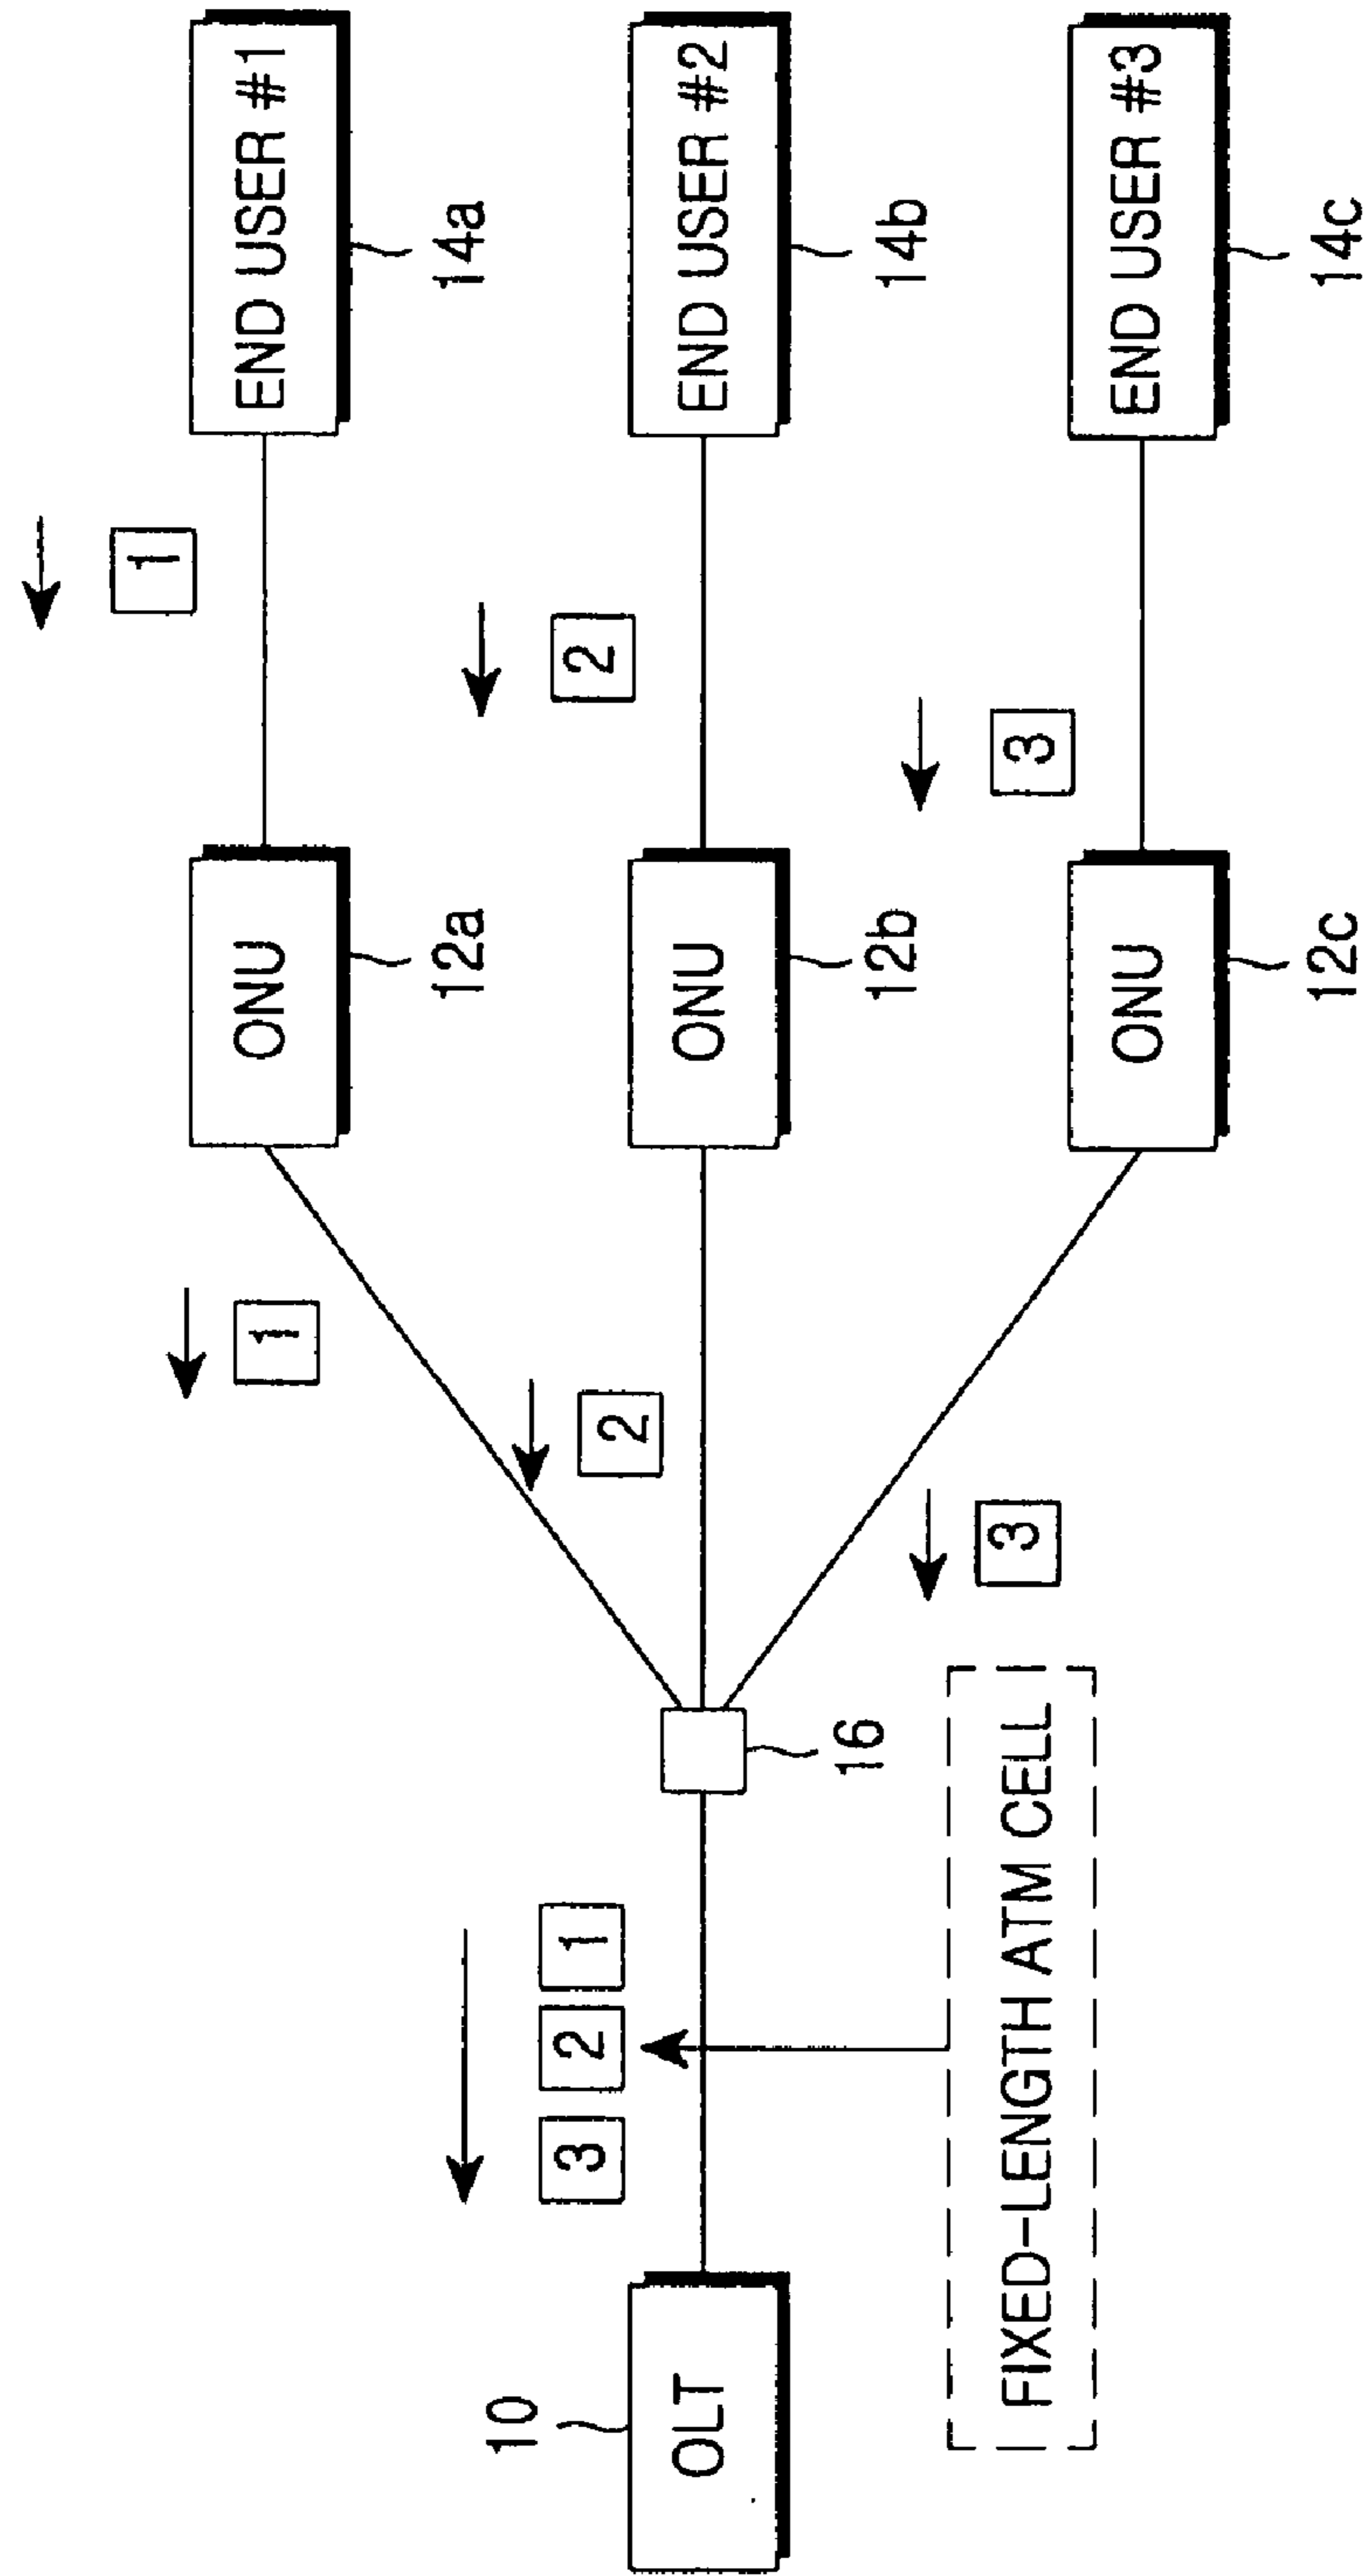 END USER #1
14a
1
ONU
12a
1
END USER #2
14b
2
ONU
12b
2
END USER #3
14c
3
ONU
12c
3
16
3 2 1
10
OLT
FIXED-LENGTH ATM CELL